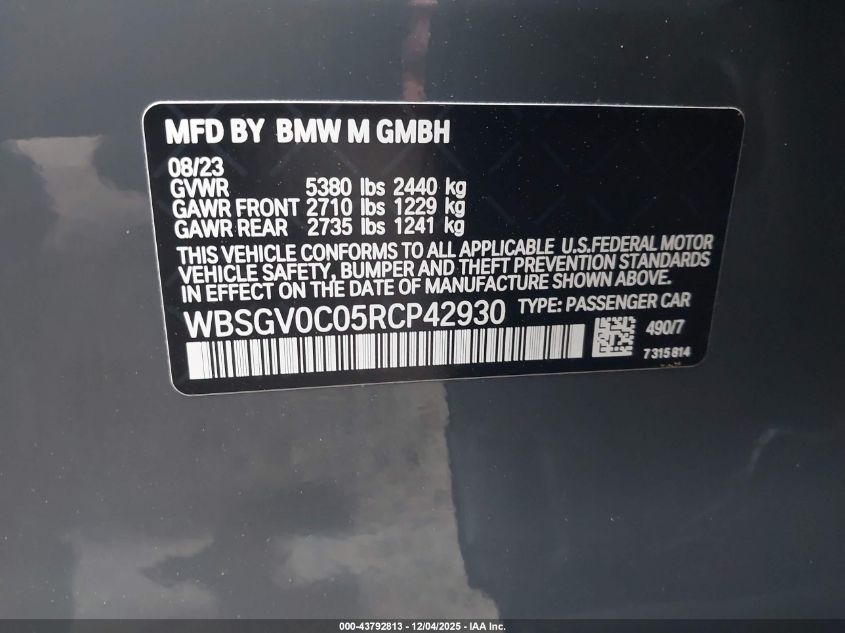 MFD BY BMW M GMBH
08/23
GVWR 5380 lbs 2440 kg
GAWR FRONT 2710 lbs 1229 kg
GAWR REAR 2735 lbs 1241 kg
THIS VEHICLE CONFORMS TO ALL APPLICABLE U.S.FEDERAL MOTOR
VEHICLE SAFETY, BUMPER AND THEFT PREVENTION STANDARDS
IN EFFECT ON THE DATE OF MANUFACTURE SHOWN ABOVE.
WBSGV0C05RCP42930 TYPE: PASSENGER CAR
490/7
7315814
000-43792813 - 12/04/2025 - IAA Inc.